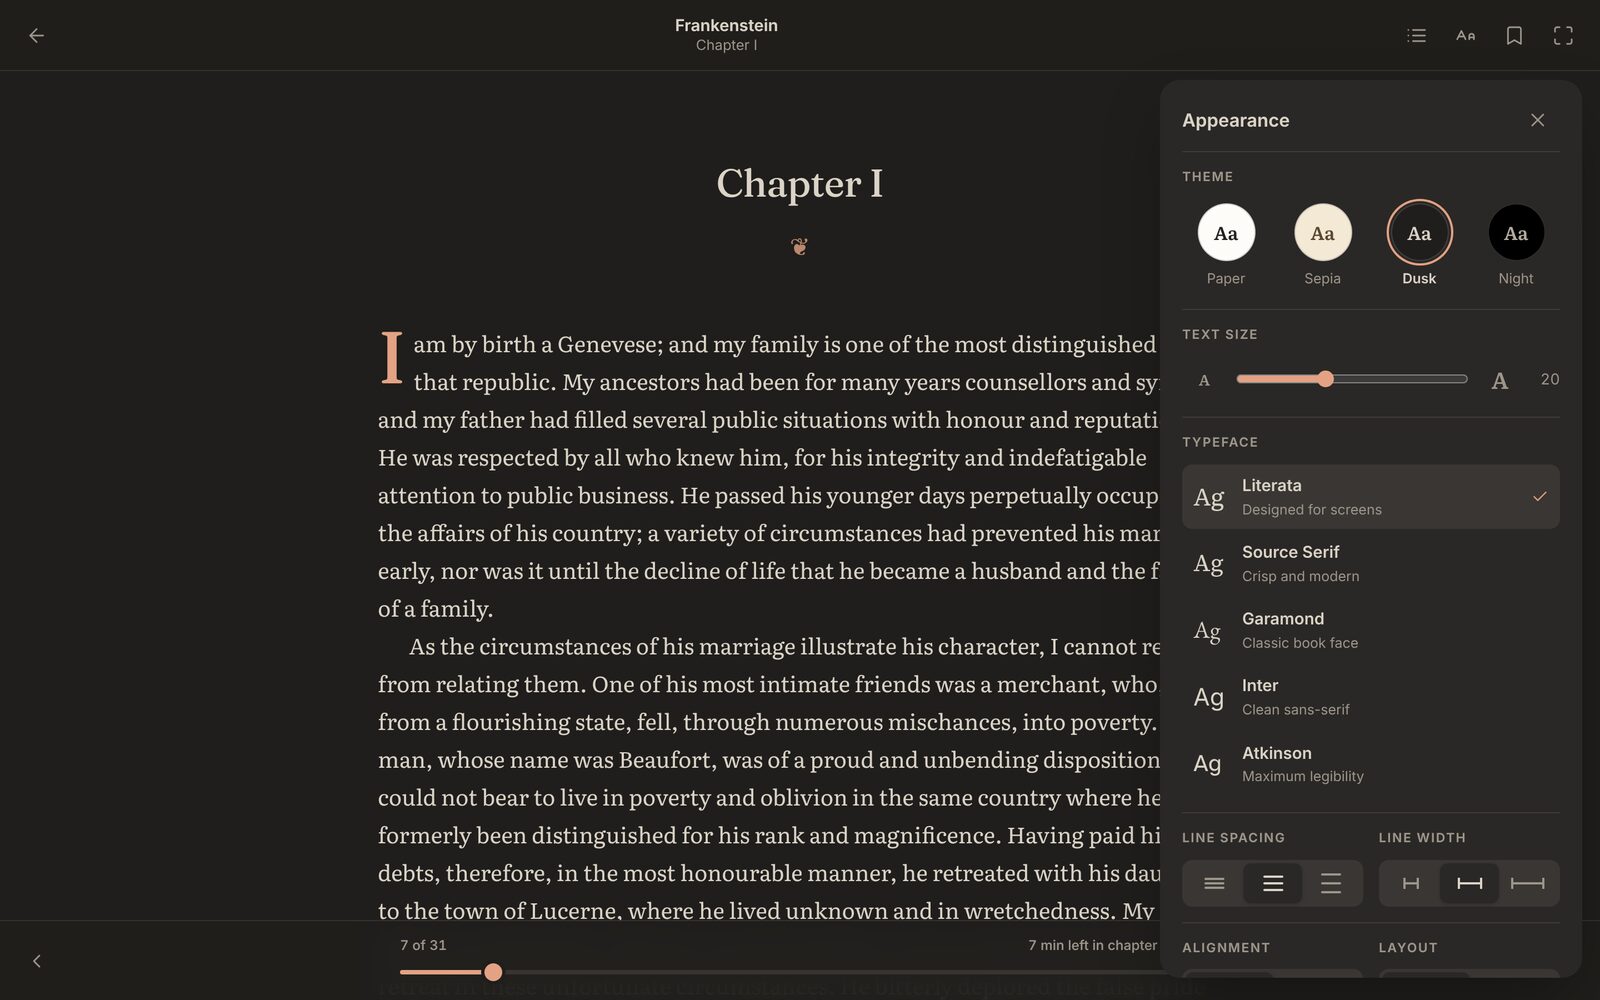 Frankenstein
Chapter I
Chapter I
I am by birth a Genevese; and my family is one of the most distinguished
that republic. My ancestors had been for many years counsellors and sy
and my father had filled several public situations with honour and reputati
He was respected by all who knew him, for his integrity and indefatigable
attention to public business. He passed his younger days perpetually occup
the affairs of his country; a variety of circumstances had prevented his mar
early, nor was it until the decline of life that he became a husband and the f
of a family.
As the circumstances of his marriage illustrate his character, I cannot re
from relating them. One of his most intimate friends was a merchant, who
from a flourishing state, fell, through numerous mischances, into poverty.
man, whose name was Beaufort, was of a proud and unbending disposition
could not bear to live in poverty and oblivion in the same country where he
formerly been distinguished for his rank and magnificence. Having paid hi
debts, therefore, in the most honourable manner, he retreated with his dau
to the town of Lucerne, where he lived unknown and in wretchedness. My
retreat in these unfortunate circumstances. He bitterly deplored the false pride
7 of 31
7 min left in chapter
Appearance
THEME
Aa Aa Aa Aa
Paper Sepia Dusk Night
TEXT SIZE
A A 20
TYPEFACE
Ag Literata
Designed for screens
Ag Source Serif
Crisp and modern
Ag Garamond
Classic book face
Ag Inter
Clean sans-serif
Ag Atkinson
Maximum legibility
LINE SPACING LINE WIDTH
ALIGNMENT LAYOUT
Aa